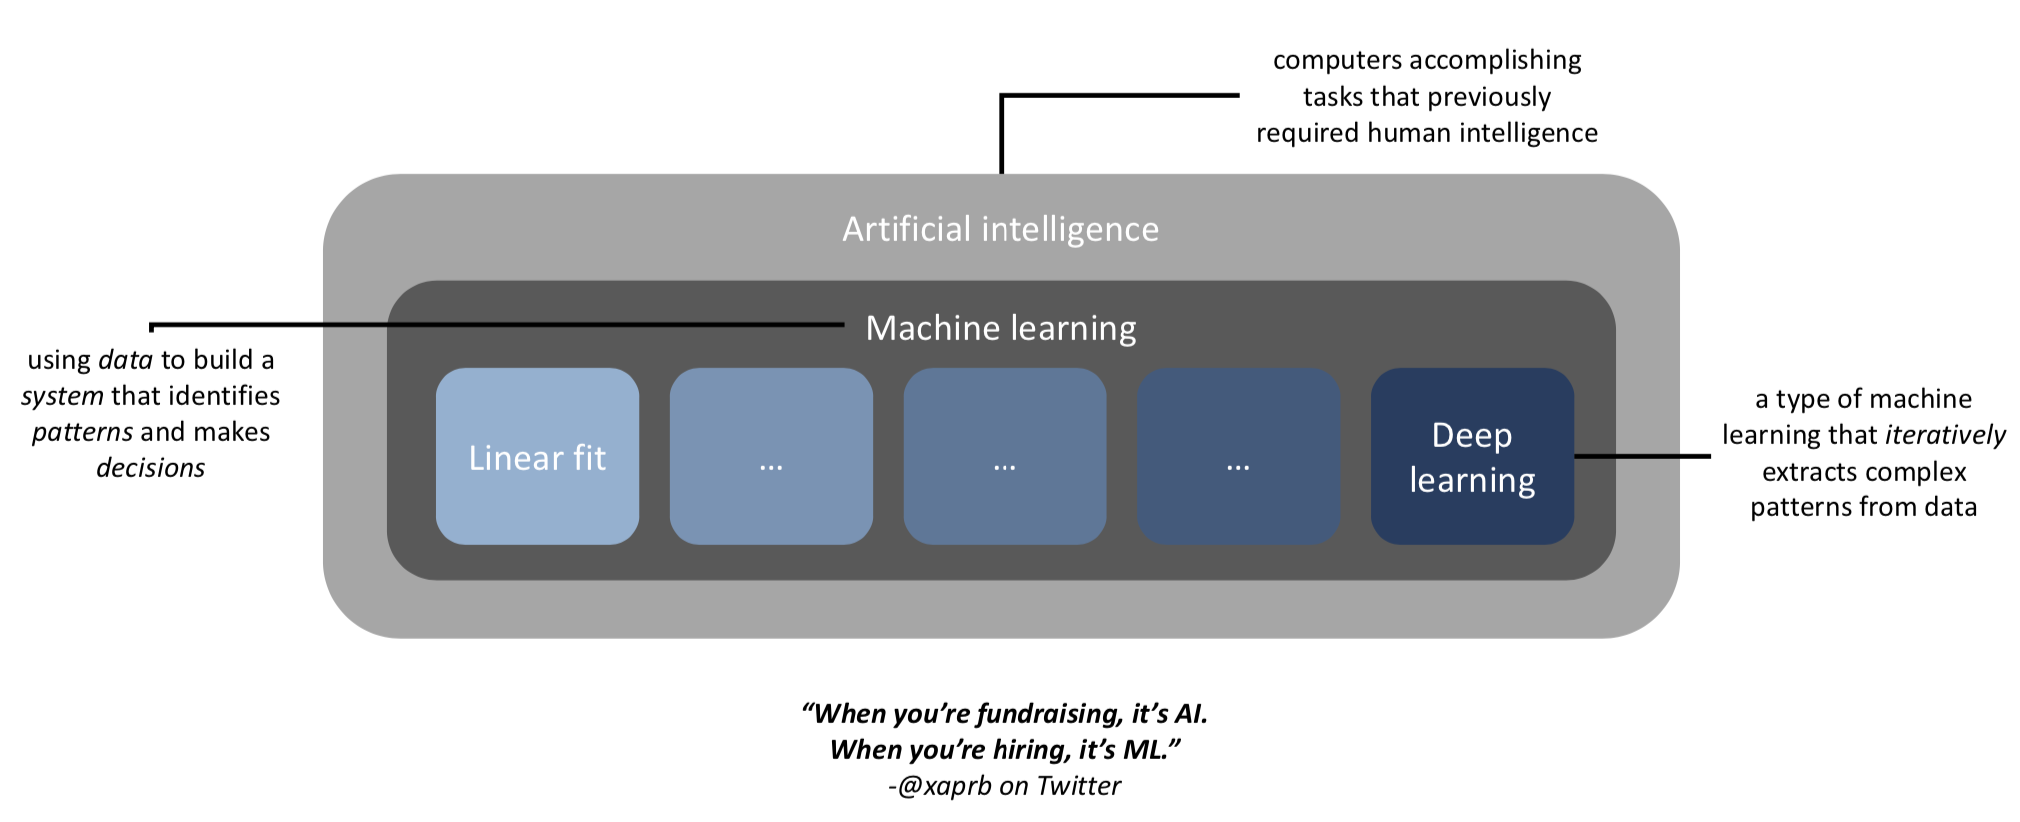 computers accomplishing
tasks that previously
required human intelligence
Artificial intelligence
Machine learning
using data to build a
system that identifies
patterns and makes
decisions
Linear fit
...
...
...
Deep
learning
a type of machine
learning that iteratively
extracts complex
patterns from data
“When you’re fundraising, it’s AI.
When you’re hiring, it’s ML.”
-@xaprb on Twitter